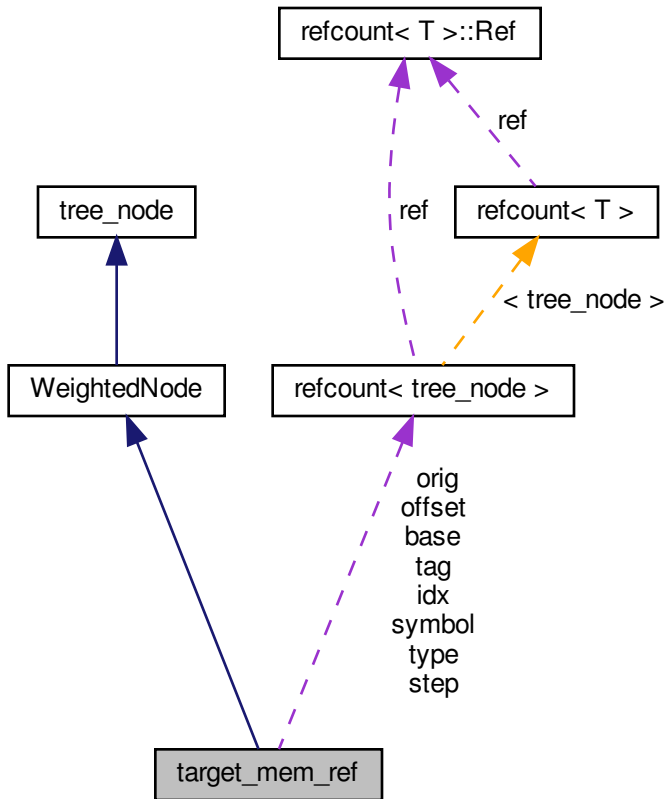 refcount< T >::Ref
ref
tree_node
refcount< T >
ref
< tree_node >
WeightedNode
refcount< tree_node >
orig
offset
base
tag
idx
symbol
type
step
target_mem_ref